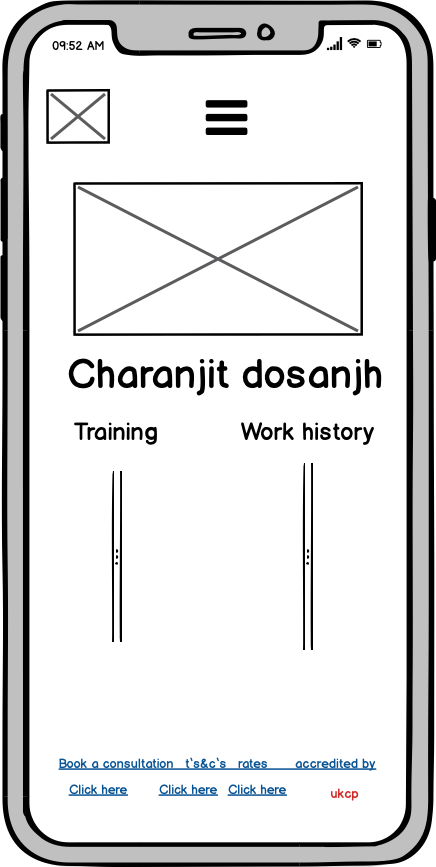 09:52 AM
Charanjit dosanjh
Training Work history
Book a consultation t's&c's rates accredited by
Click here Click here Click here ukcp